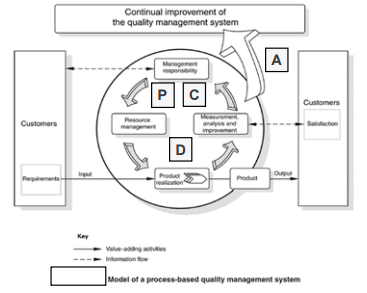 Continual improvement of
the quality management system
A
Management
responsibility
P
C
Customers
Customers
Resource
management
Measurement,
analysis and
improvement
Satisfaction
D
Requirements
Input
Product
realization
Product
Output
Key
Value-adding activities
Information flow
Model of a process-based quality management system